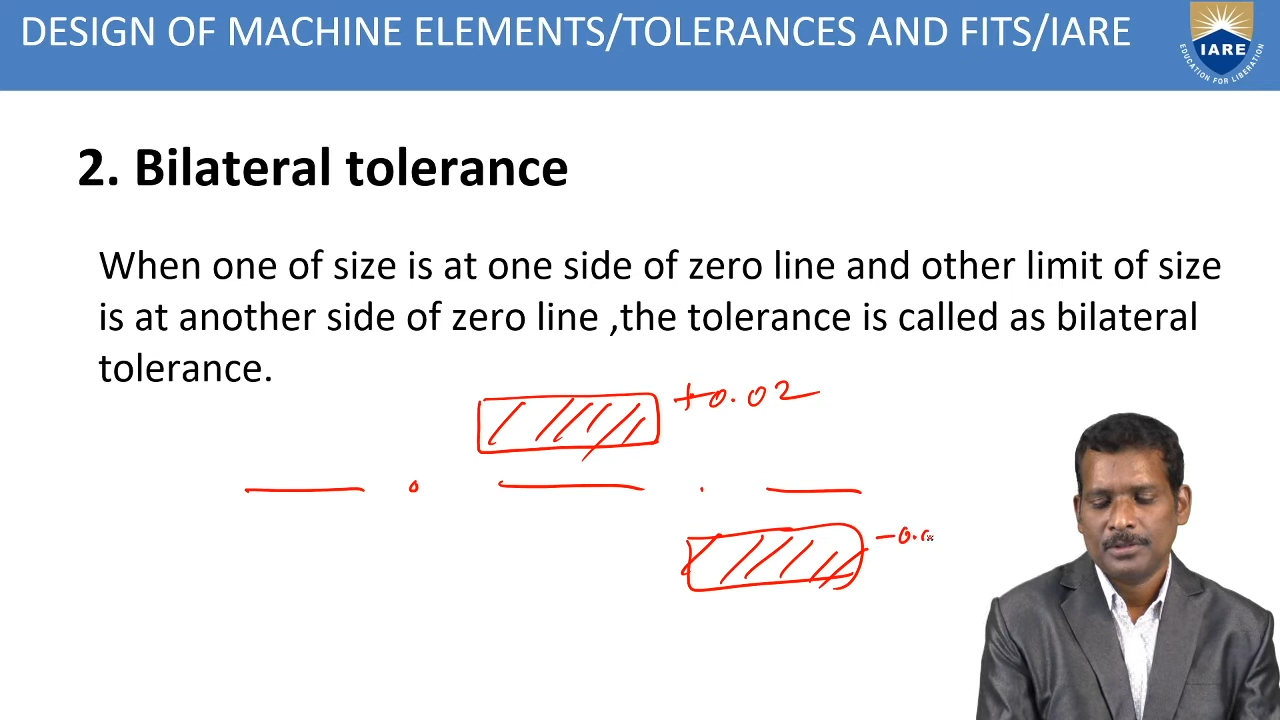 DESIGN OF MACHINE ELEMENTS/TOLERANCES AND FITS/IARE
IARE
EDUCATION FOR LIBERATION
2. Bilateral tolerance
When one of size is at one side of zero line and other limit of size
is at another side of zero line ,the tolerance is called as bilateral
tolerance.
+0.02